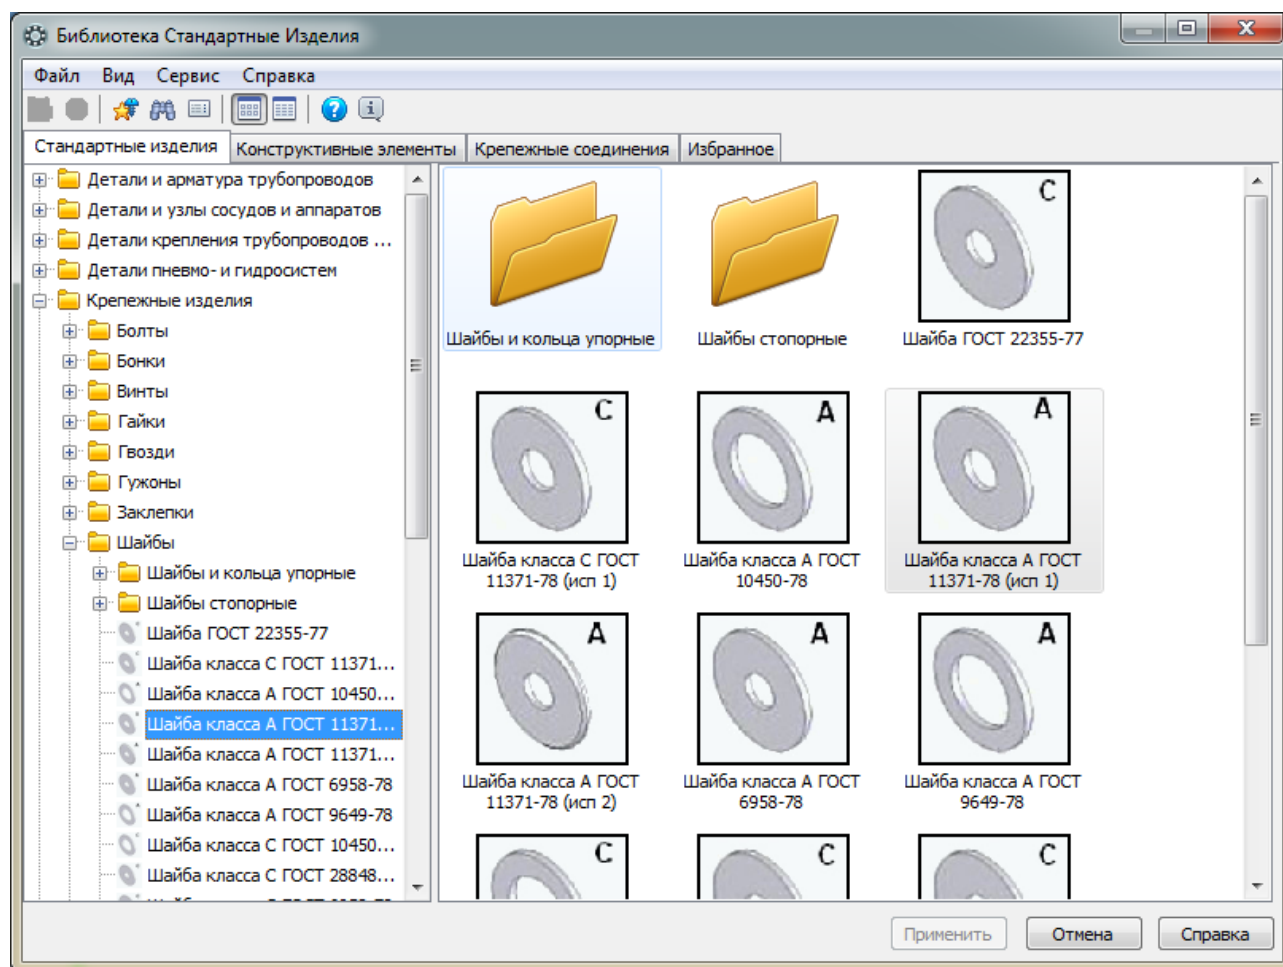 Библиотека Стандартные Изделия
Файл Вид Сервис Справка
Стандартные изделия Конструктивные элементы Крепежные соединения Избранное
Детали и арматура трубопроводов
Детали и узлы сосудов и аппаратов
Детали крепления трубопроводов ...
Детали пневмо- и гидросистем
Крепежные изделия
Болты
Бонки
Винты
Гайки
Гвозди
Гужоны
Заклепки
Шайбы
Шайбы и кольца упорные
Шайбы стопорные
Шайба ГОСТ 22355-77
Шайба класса C ГОСТ 11371...
Шайба класса А ГОСТ 10450...
Шайба класса А ГОСТ 11371...
Шайба класса А ГОСТ 11371...
Шайба класса А ГОСТ 6958-78
Шайба класса А ГОСТ 9649-78
Шайба класса С ГОСТ 10450...
Шайба класса С ГОСТ 28848...
Шайбы и кольца упорные
Шайбы стопорные
C
Шайба ГОСТ 22355-77
C
Шайба класса C ГОСТ
11371-78 (исп 1)
A
Шайба класса А ГОСТ
10450-78
A
Шайба класса А ГОСТ
11371-78 (исп 1)
A
Шайба класса А ГОСТ
11371-78 (исп 2)
A
Шайба класса А ГОСТ
6958-78
A
Шайба класса А ГОСТ
9649-78
C
C
C
Применить Отмена Справка